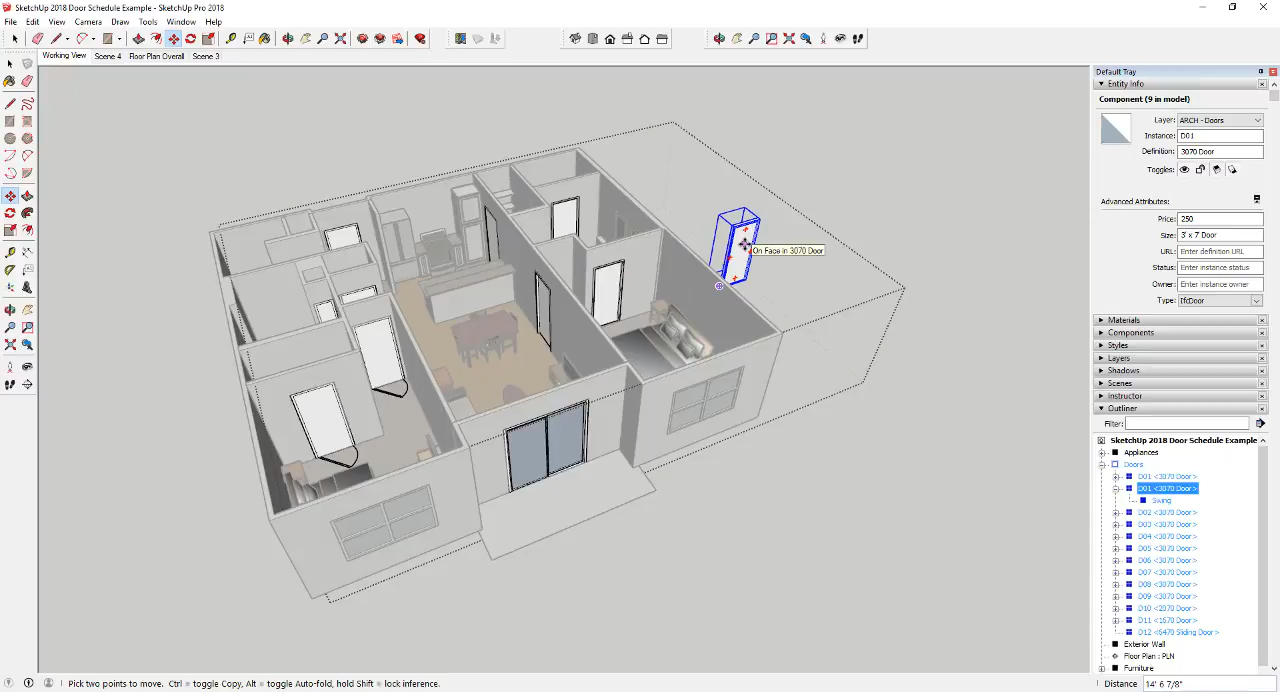 SketchUp 2018 Door Schedule Example - SketchUp Pro 2018
File Edit View Camera Draw Tools Window Help
Working View Scene 4 Floor Plan Overall Scene 3
On Face in 3070 Door
Default Tray
Entity Info
Component (9 in model)
Layer: ARCH - Doors
Instance: D01
Definition: 3070 Door
Toggles:
Advanced Attributes:
Price: 250
Size: 3' x 7' Door
URL: Enter definition URL
Status: Enter instance status
Owner: Enter instance owner
Type: IfcDoor
Materials
Components
Styles
Layers
Shadows
Scenes
Instructor
Outliner
Filter:
SketchUp 2018 Door Schedule Example
Appliances
Doors
D01 <3070 Door>
D01 <3070 Door>
Swing
D02 <3070 Door>
D03 <3070 Door>
D04 <3070 Door>
D05 <3070 Door>
D06 <3070 Door>
D07 <3070 Door>
D08 <3070 Door>
D09 <3070 Door>
D10 <2070 Door>
D11 <1670 Door>
D12 <6470 Sliding Door>
Exterior Wall
Floor Plan : PLN
Furniture
Pick two points to move. Ctrl = toggle Copy, Alt = toggle Auto-fold, hold Shift = lock inference.
Distance 14' 6 7/8"